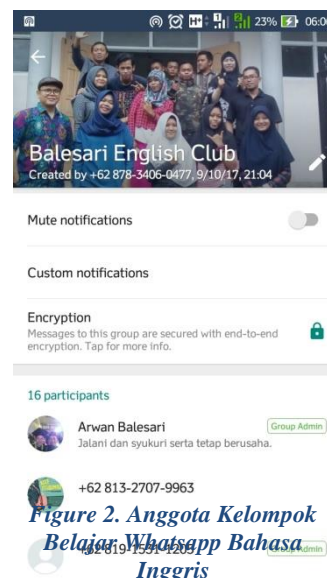 23% 06:0
Balesari English Club
Created by +62 878-3406-0477, 9/10/17, 21:04
Mute notifications
Custom notifications
Encryption
Messages to this group are secured with end-to-end
encryption. Tap for more info.
16 participants
Arwan Balesari
Group Admin
Jalani dan syukuri serta tetap berusaha.
+62 813-2707-9963
Figure 2. Anggota Kelompok
Belajar Whatsapp Bahasa
Group Admin
Inggris